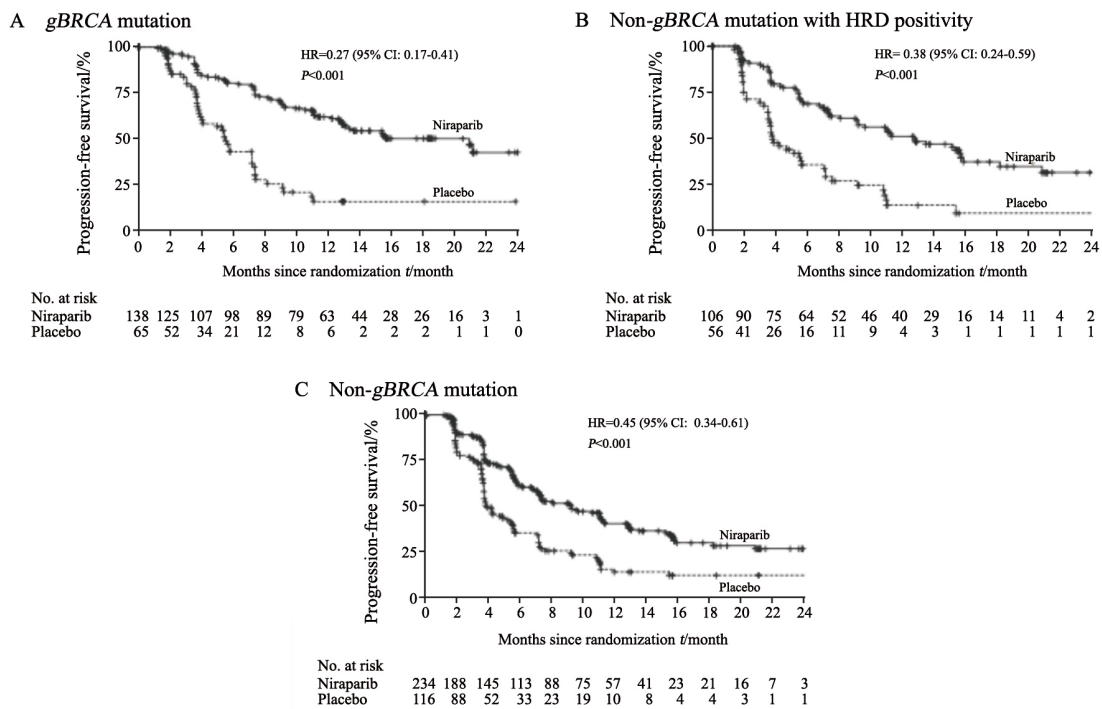 A gBRCA mutation
HR=0.27 (95% CI: 0.17-0.41)
P<0.001
Progression-free survival/%
100
75
50
25
0
Niraparib
Placebo
0 2 4 6 8 10 12 14 16 18 20 22 24
Months since randomization t/month
No. at risk
Niraparib 138 125 107 98 89 79 63 44 28 26 16 3 1
Placebo 65 52 34 21 12 8 6 2 2 2 1 1 0
B Non-gBRCA mutation with HRD positivity
HR= 0.38 (95% CI: 0.24-0.59)
P<0.001
Progression-free survival/%
100
75
50
25
0
Niraparib
Placebo
0 2 4 6 8 10 12 14 16 18 20 22 24
Months since randomization t/month
No. at risk
Niraparib 106 90 75 64 52 46 40 29 16 14 11 4 2
Placebo 56 41 26 16 11 9 4 3 1 1 1 1 1
C Non-gBRCA mutation
HR=0.45 (95% CI: 0.34-0.61)
P<0.001
Progression-free survival/%
100
75
50
25
0
Niraparib
Placebo
0 2 4 6 8 10 12 14 16 18 20 22 24
Months since randomization t/month
No. at risk
Niraparib 234 188 145 113 88 75 57 41 23 21 16 7 3
Placebo 116 88 52 33 23 19 10 8 4 4 3 1 1